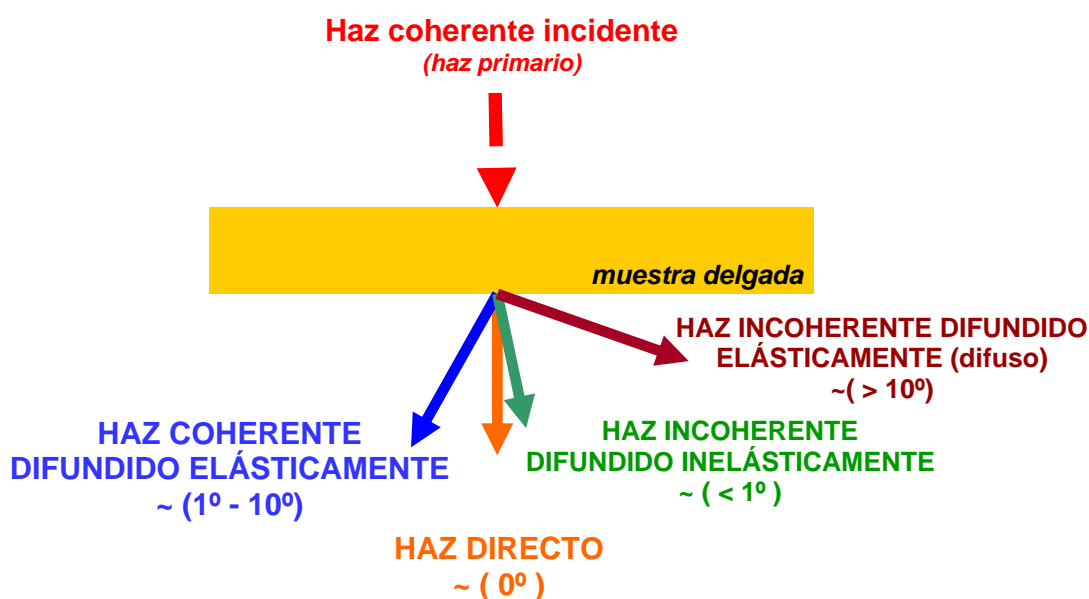 Haz coherente incidente
(haz primario)
muestra delgada
HAZ INCOHERENTE DIFUNDIDO
ELÁSTICAMENTE (difuso)
~( > 10º)
HAZ COHERENTE
DIFUNDIDO ELÁSTICAMENTE
~ (1º - 10º)
HAZ INCOHERENTE
DIFUNDIDO INELÁSTICAMENTE
~ ( < 1º )
HAZ DIRECTO
~ ( 0º )